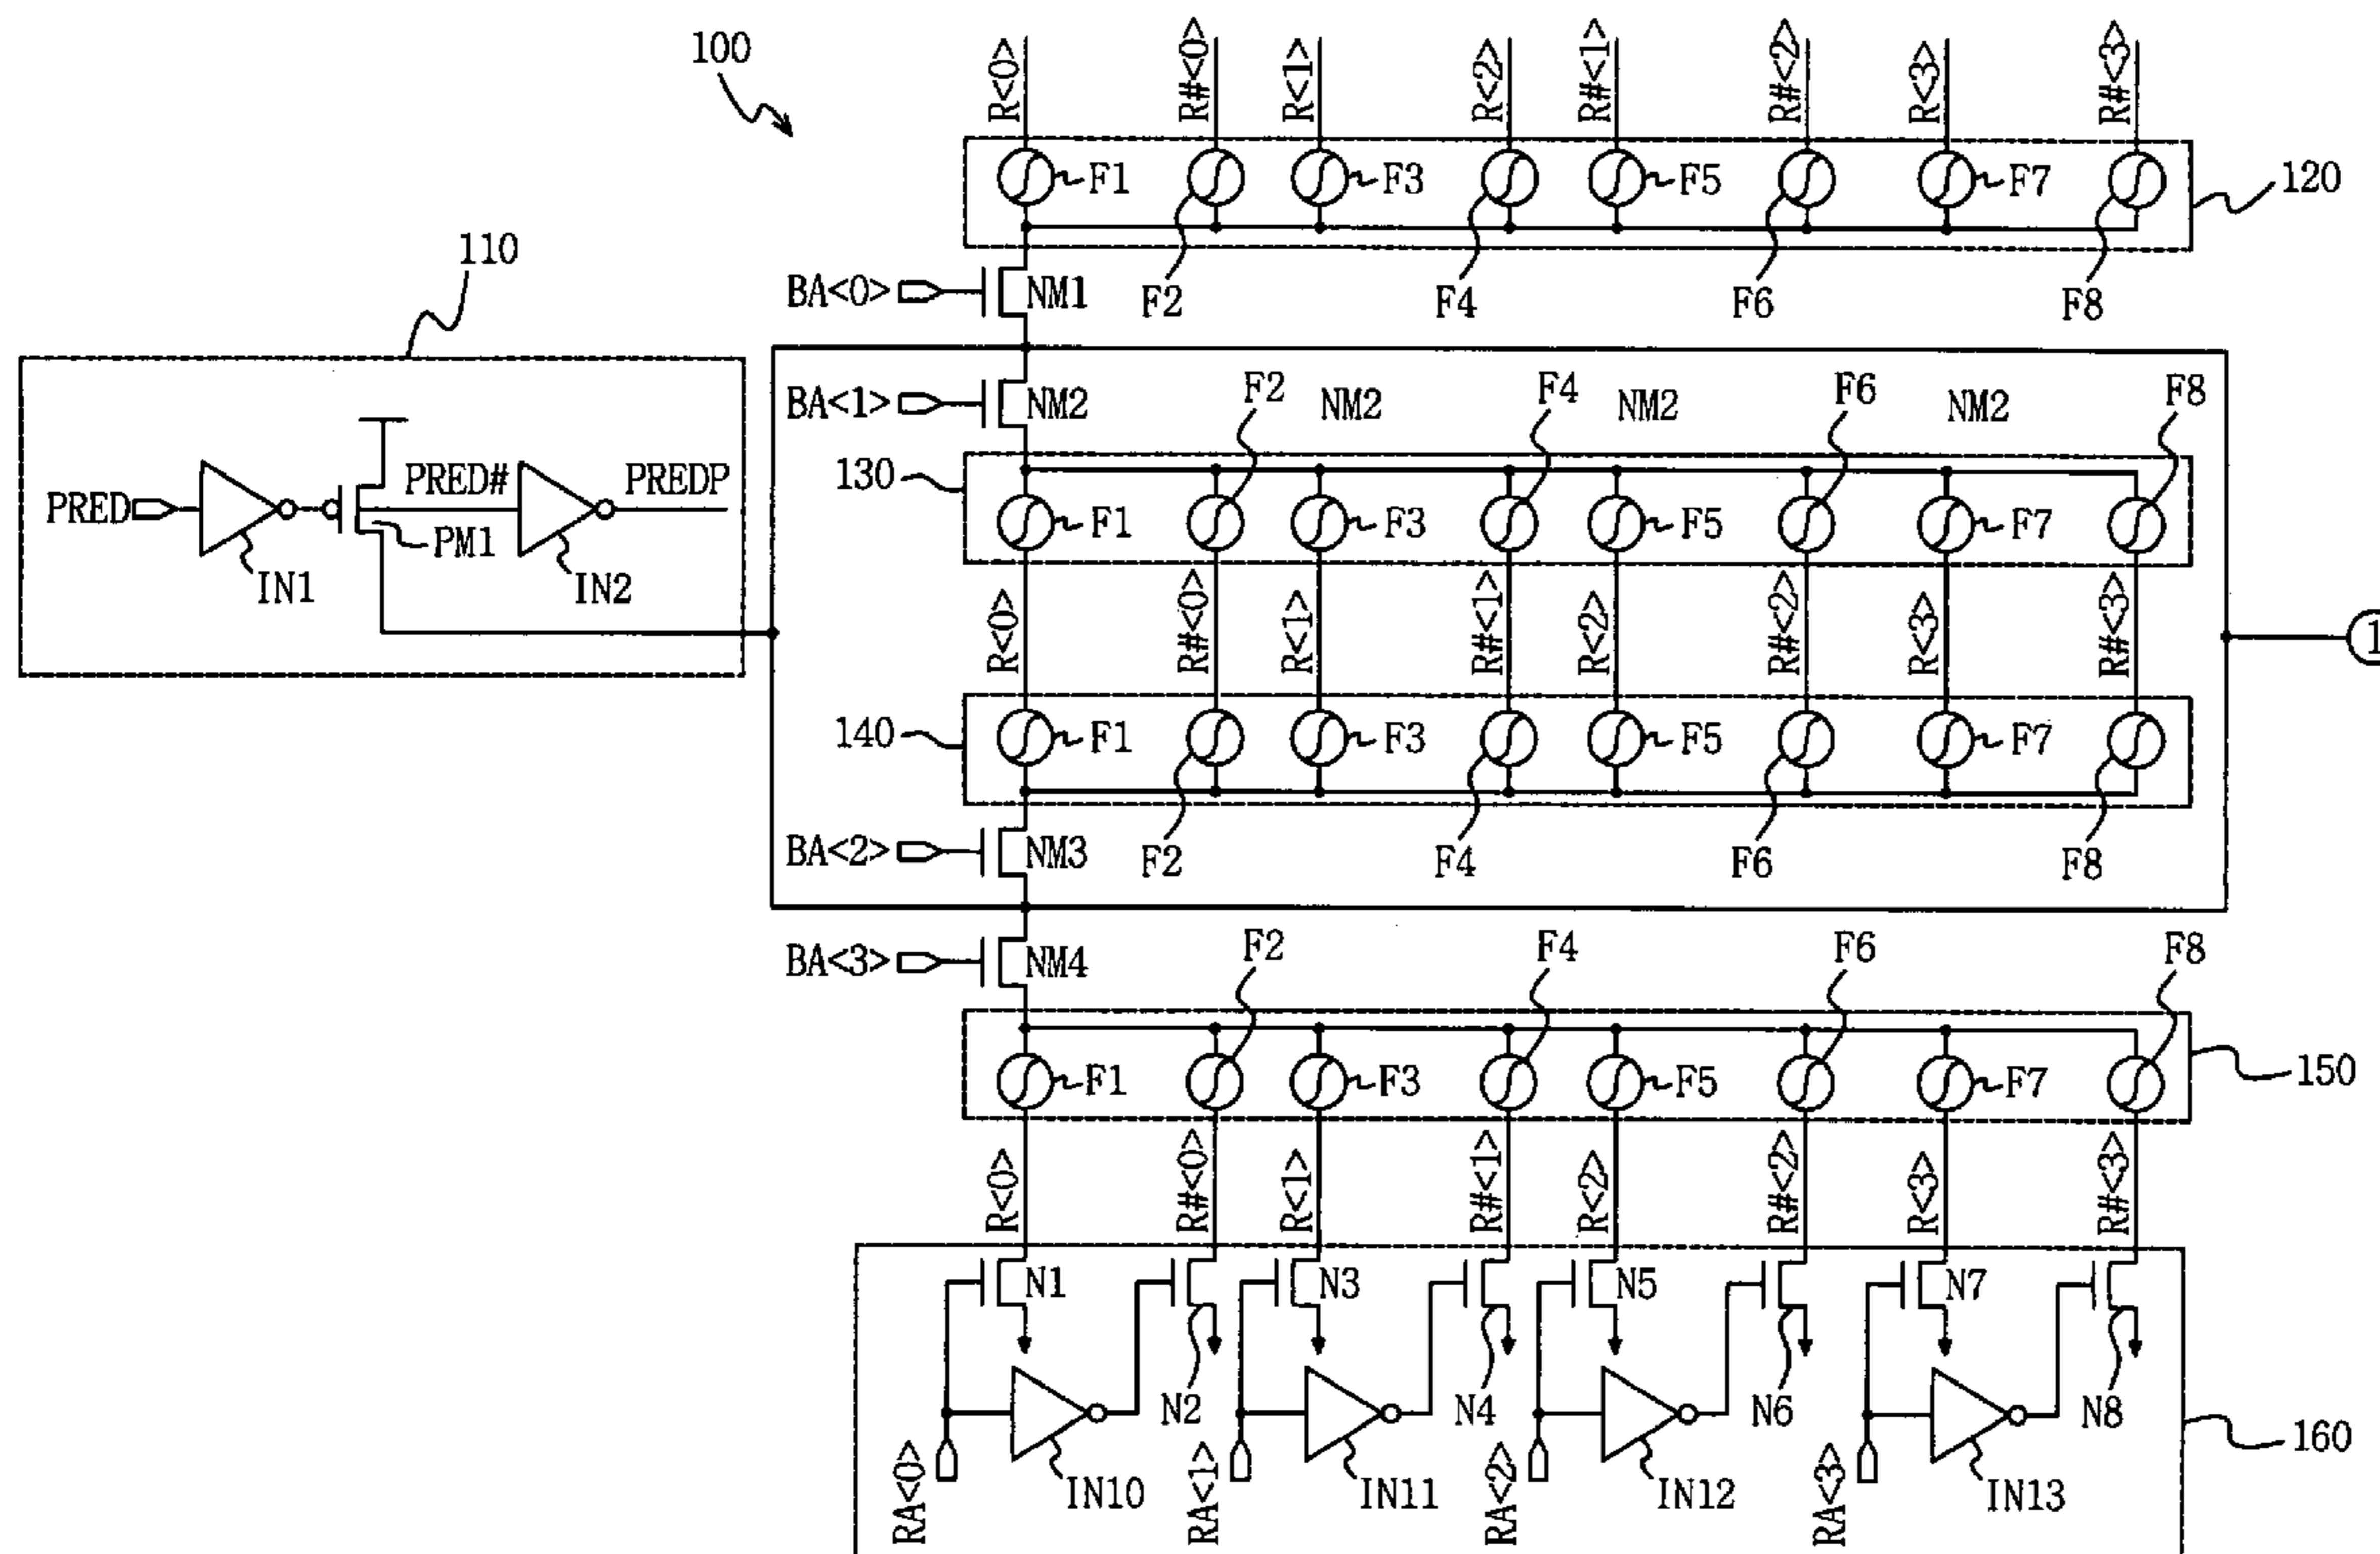 100
R<0> R#<0> R<1> R<2> R#<1> R#<2> R<3> R#<3>
F1 F3 F5 F7
120
BA<0> NM1 F2 F4 F6 F8
110
BA<1> NM2 F2 NM2 F4 NM2 F6 NM2 F8
130
PRED PRED# PREDP
F1 F3 F5 F7
PM1
IN1 IN2
R<0> R#<0> R<1> R#<1> R<2> R#<2> R<3> R#<3>
1
140
F1 F3 F5 F7
BA<2> NM3 F2 F4 F6 F8
BA<3> NM4 F2 F4 F6 F8
F1 F3 F5 F7
150
R<0> R#<0> R<1> R#<1> R<2> R#<2> R<3> R#<3>
N1 N3 N5 N7
N2 N4 N6 N8
160
RA<0> IN10 RA<1> IN11 RA<2> IN12 RA<3> IN13